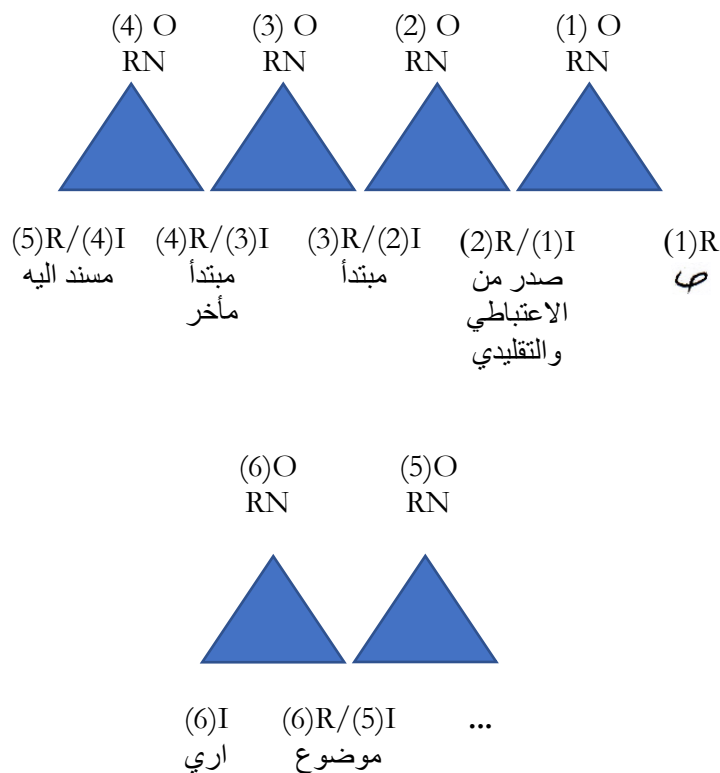 (1) O
RN
(2) O
RN
(3) O
RN
(4) O
RN
(1)R
ص
(2)R/(1)I
صدر من
الاعتباطي
والتقليدي
(3)R/(2)I
مبتدأ
(4)R/(3)I
مبتدأ
مأخر
(5)R/(4)I
مسند اليه
(5)O
RN
(6)O
RN
...
(6)R/(5)I
موضوع
(6)I
اري